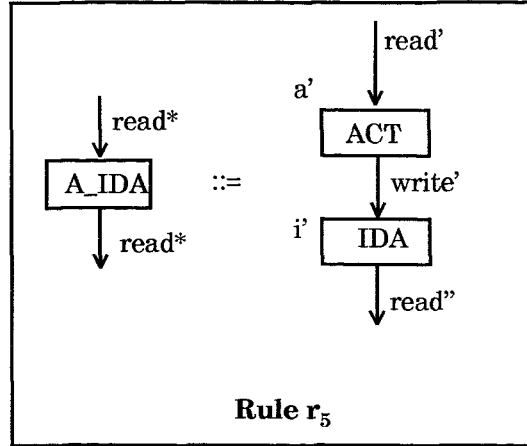 read'
a'
ACT
read*
A_IDA
::=
write'
read*
i'
IDA
read”
Rule r₅